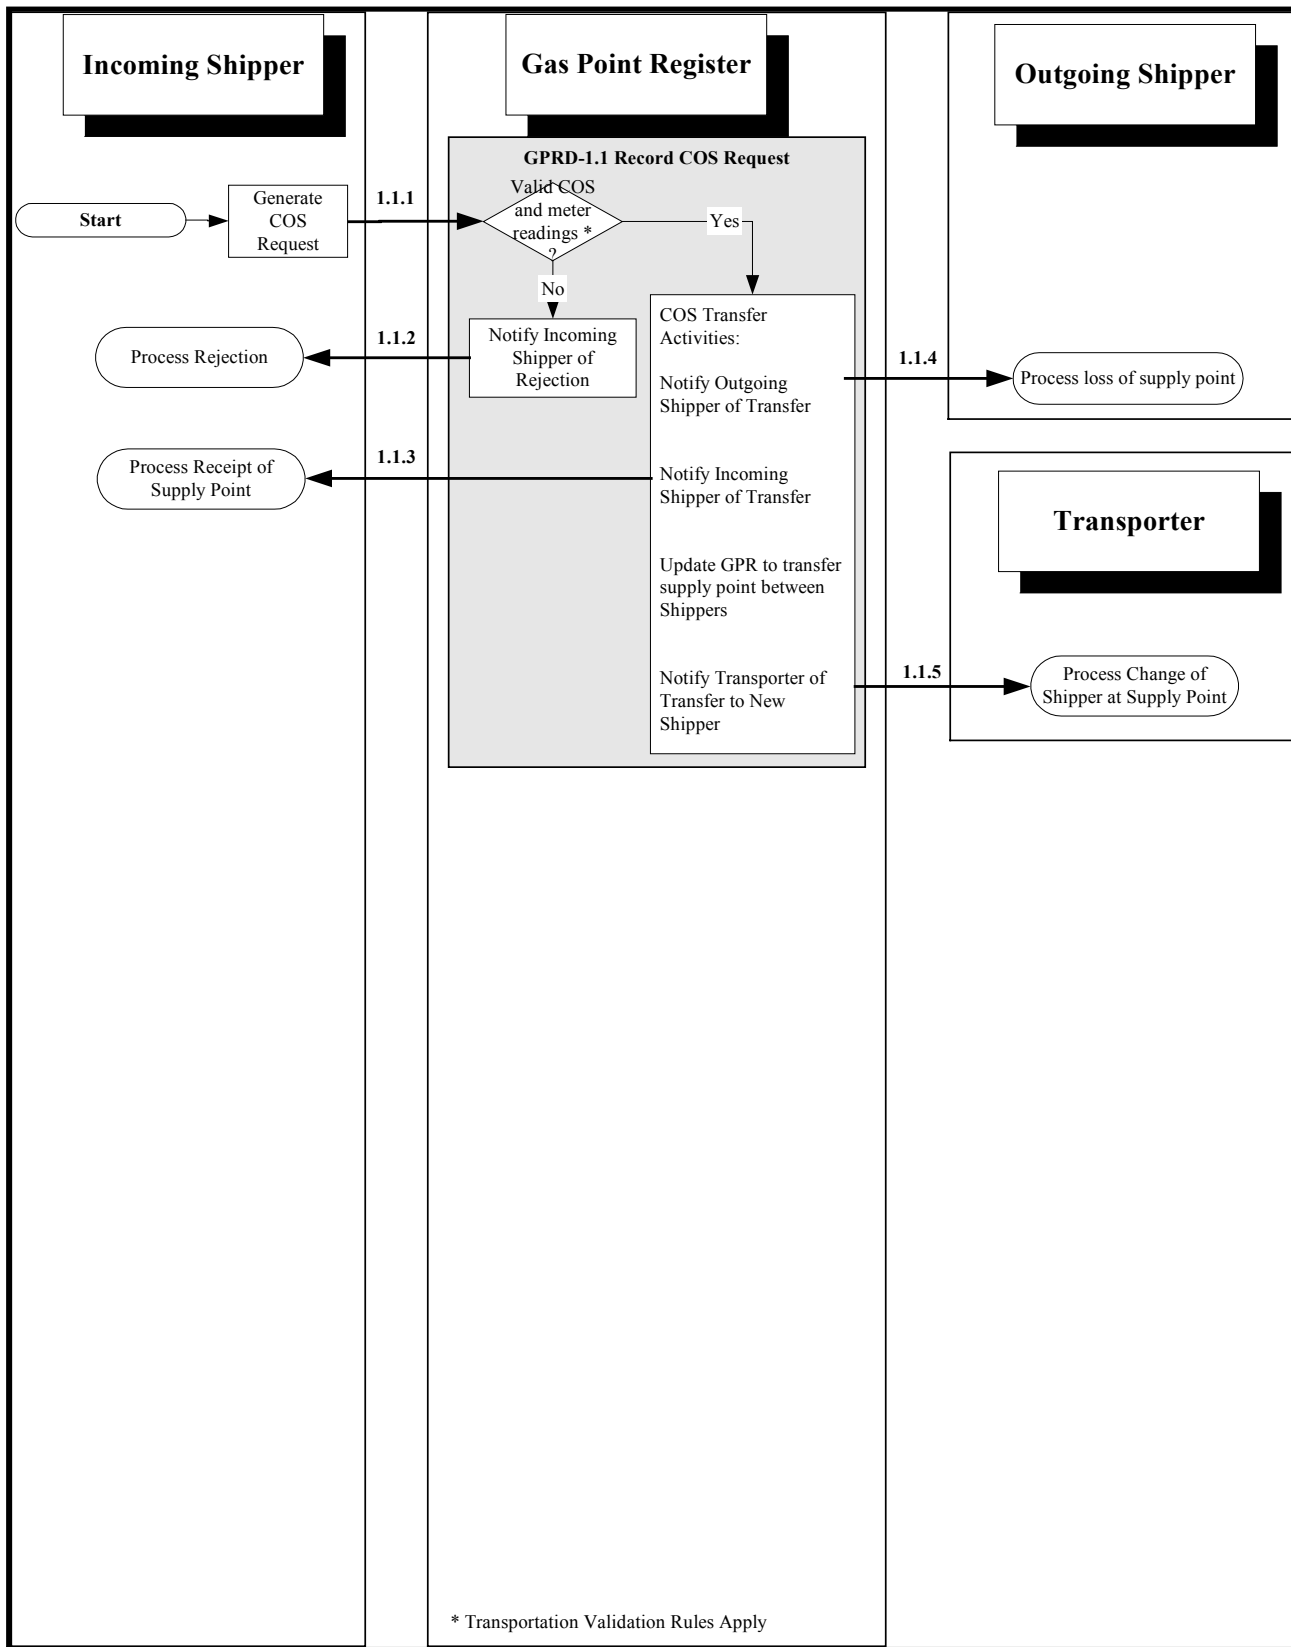 Incoming Shipper
Gas Point Register
Outgoing Shipper
GPRD-1.1 Record COS Request
Start
Generate
COS
Request
1.1.1
Valid COS
and meter
readings *
?
Yes
No
Process Rejection
1.1.2
Notify Incoming
Shipper of
Rejection
COS Transfer
Activities:
Notify Outgoing
Shipper of Transfer
1.1.4
Process loss of supply point
Process Receipt of
Supply Point
1.1.3
Notify Incoming
Shipper of Transfer
Transporter
Update GPR to transfer
supply point between
Shippers
Notify Transporter of
Transfer to New
Shipper
1.1.5
Process Change of
Shipper at Supply Point
* Transportation Validation Rules Apply